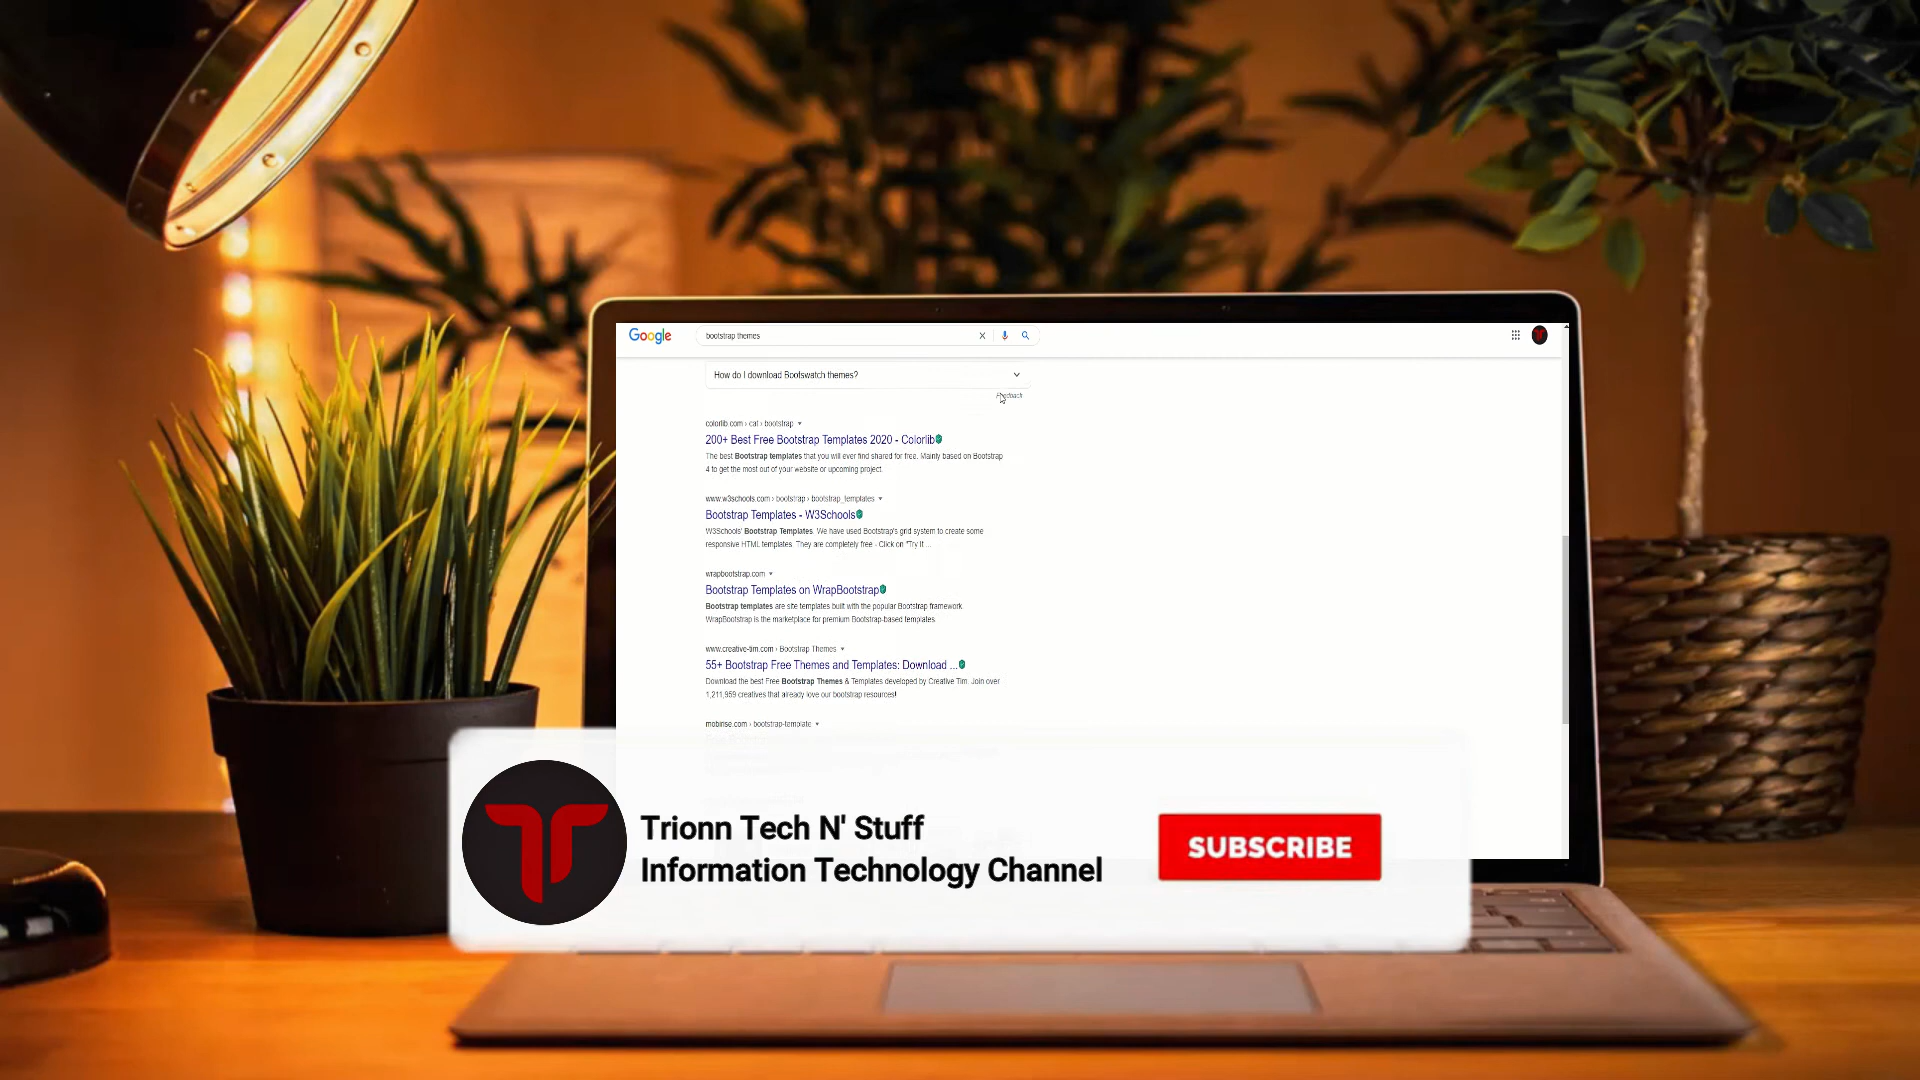 Google
bootstrap themes
How do I download Bootswatch themes?
Feedback
colorlib.com › cat › bootstrap
200+ Best Free Bootstrap Templates 2020 - Colorlib
The best Bootstrap templates that you will ever find shared for free. Mainly based on Bootstrap
4 to get the most out of your website or upcoming project.
www.w3schools.com › bootstrap › bootstrap_templates
Bootstrap Templates - W3Schools
W3Schools' Bootstrap Templates. We have used Bootstrap's grid system to create some
responsive HTML templates. They are completely free - Click on "Try it ...
wrapbootstrap.com
Bootstrap Templates on WrapBootstrap
Bootstrap templates are site templates built with the popular Bootstrap framework.
WrapBootstrap is the marketplace for premium Bootstrap-based templates.
www.creative-tim.com › Bootstrap Themes
55+ Bootstrap Free Themes and Templates: Download ...
Download the best Free Bootstrap Themes & Templates developed by Creative Tim. Join over
1,211,959 creatives that already love our bootstrap resources!
mobirise.com › bootstrap-template
Trionn Tech N' Stuff
Information Technology Channel
SUBSCRIBE